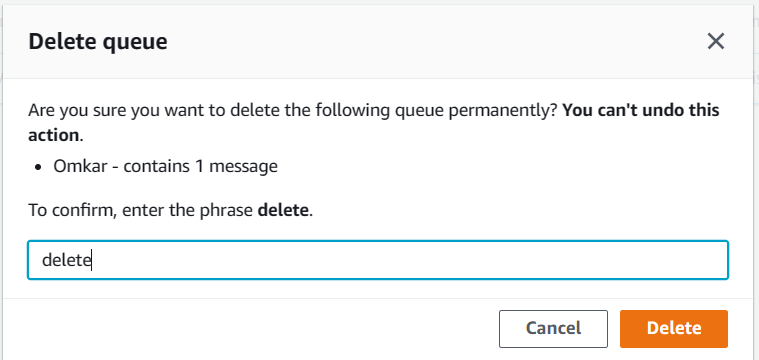 Delete queue
Are you sure you want to delete the following queue permanently? You can't undo this
action.
• Omkar - contains 1 message
To confirm, enter the phrase delete.
delete
Cancel Delete